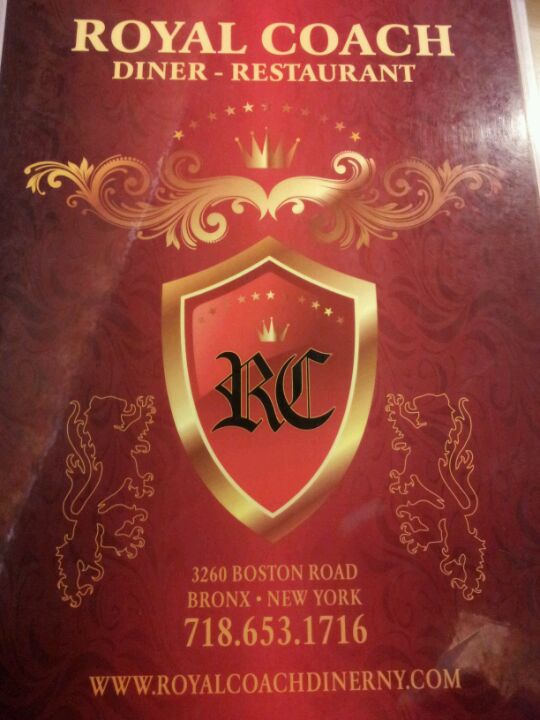 ROYAL COACH
DINER - RESTAURANT
RC
3260 BOSTON ROAD
BRONX • NEW YORK
718.653.1716
WWW.ROYALCOACHDINERNY.COM